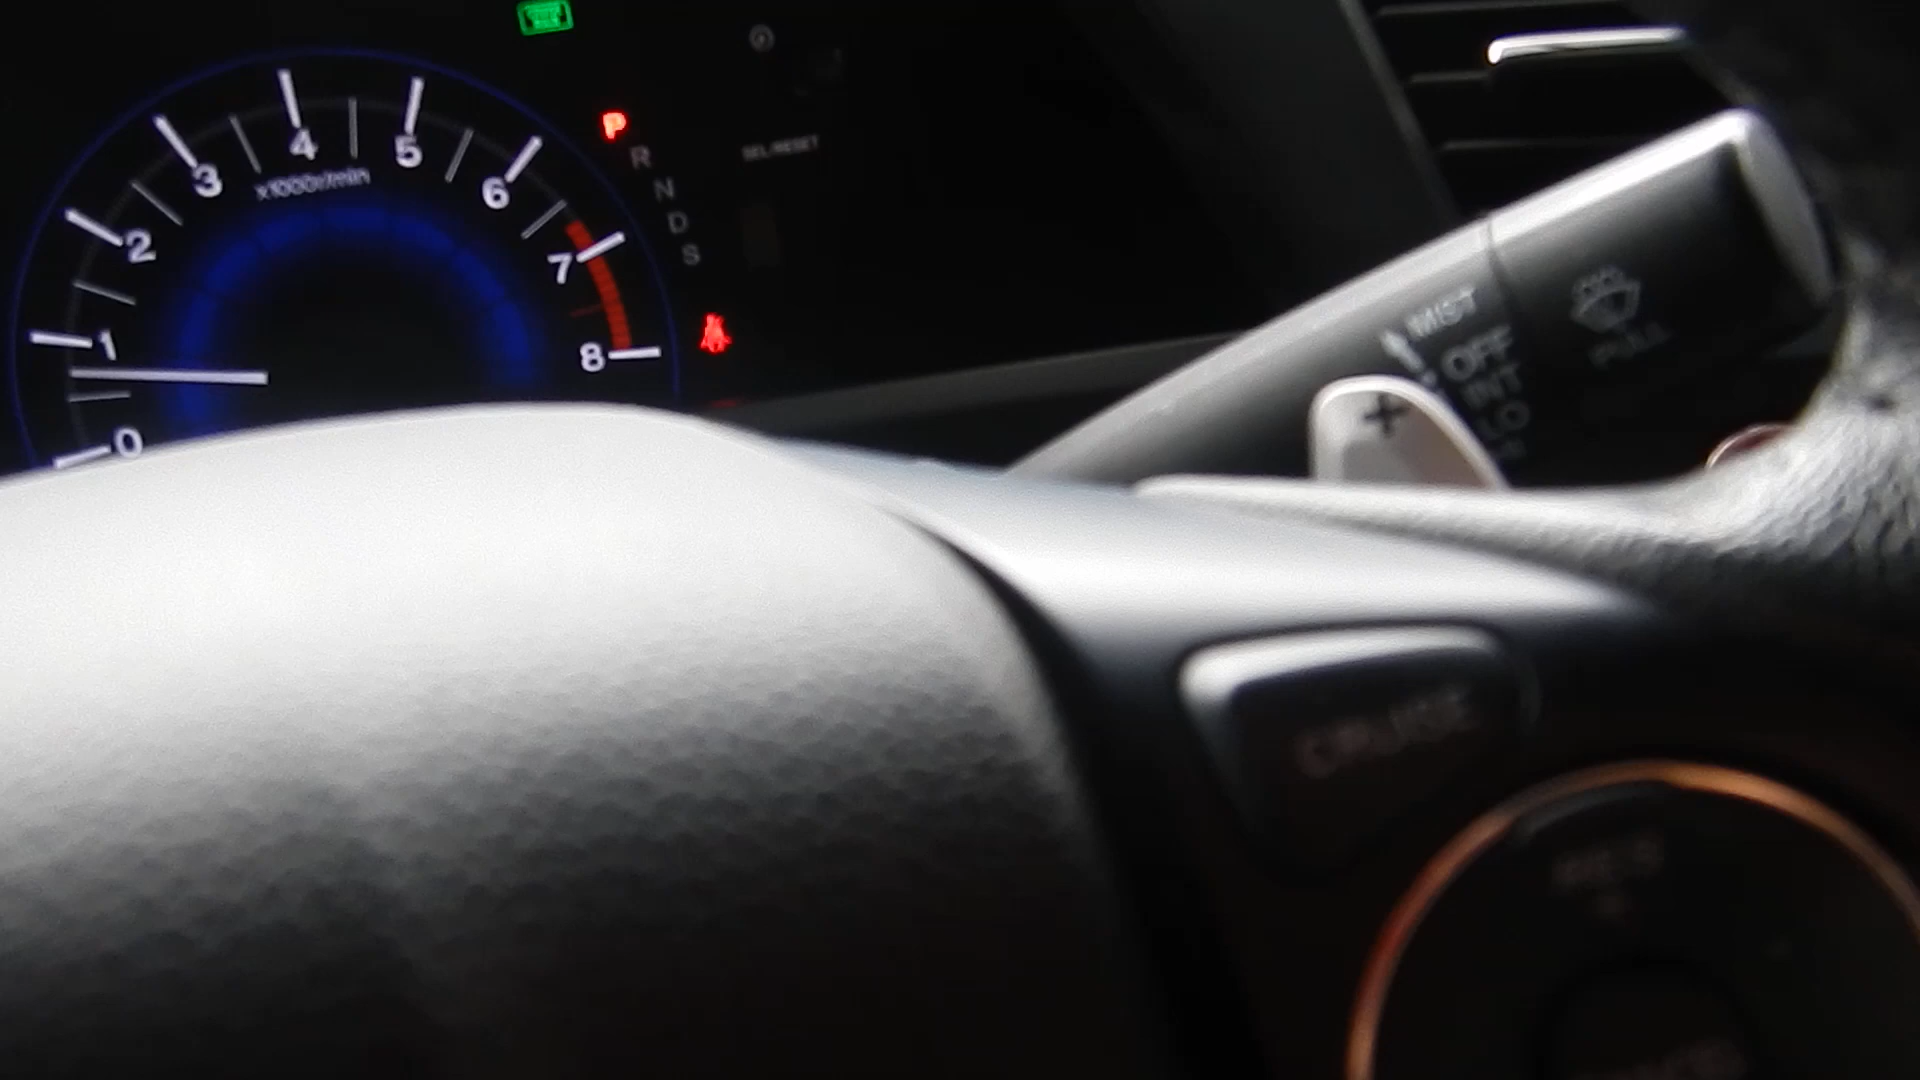 0
1
2
3
4
5
6
7
8
x1000r/min
P
R
N
D
S
SEL/RESET
MIST
OFF
INT
LO
PULL
+
CRUISE
RES